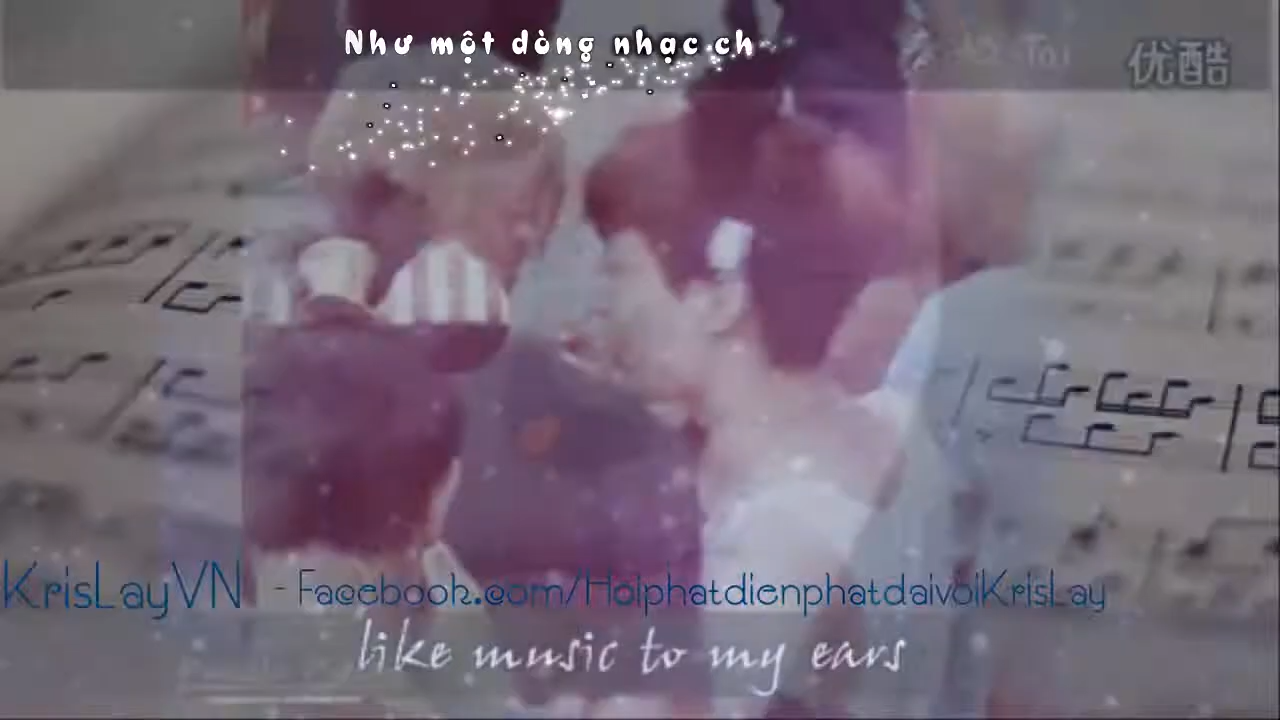 Như một dòng nhạc ch
优酷
KrisLayVN - Facebook.com/HoiphatdienphatdaivoiKrisLay
like music to my ears